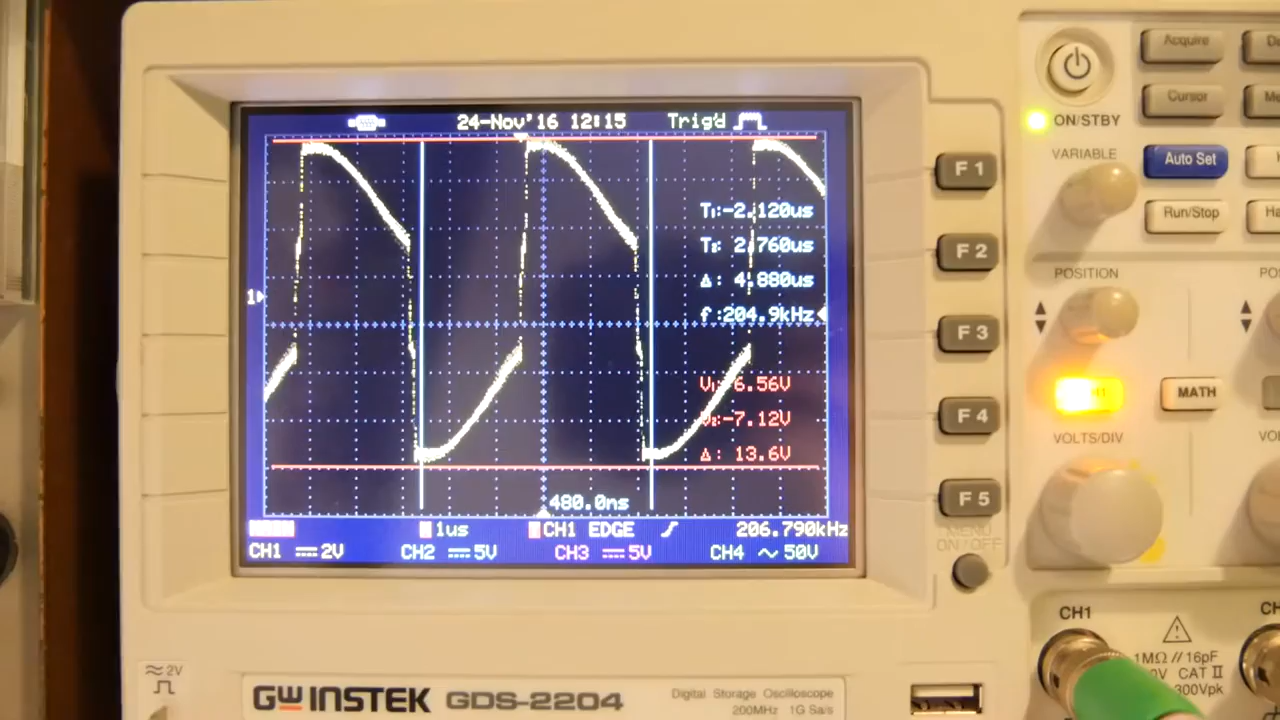 24-Nov'16 12:15 Trig'd
T1:-2.120us
T2: 2.760us
Δ: 4.880us
f:204.9kHz
1
6.56V
-7.12V
Δ: 13.6V
480.0ns
1us CH1 EDGE 206.790kHz
CH1 2V CH2 5V CH3 5V CH4 50V
F 1
F 2
F 3
F 4
F 5
MENU
ON/OFF
Acquire
Cursor
ON/STBY
VARIABLE
Auto Set
Run/Stop
POSITION
MATH
VOLTS/DIV
CH1
1MΩ//16pF
CAT II
300Vpk
≈2V
GW INSTEK GDS-2204
Digital Storage Oscilloscope
200MHz 1G Sa/s